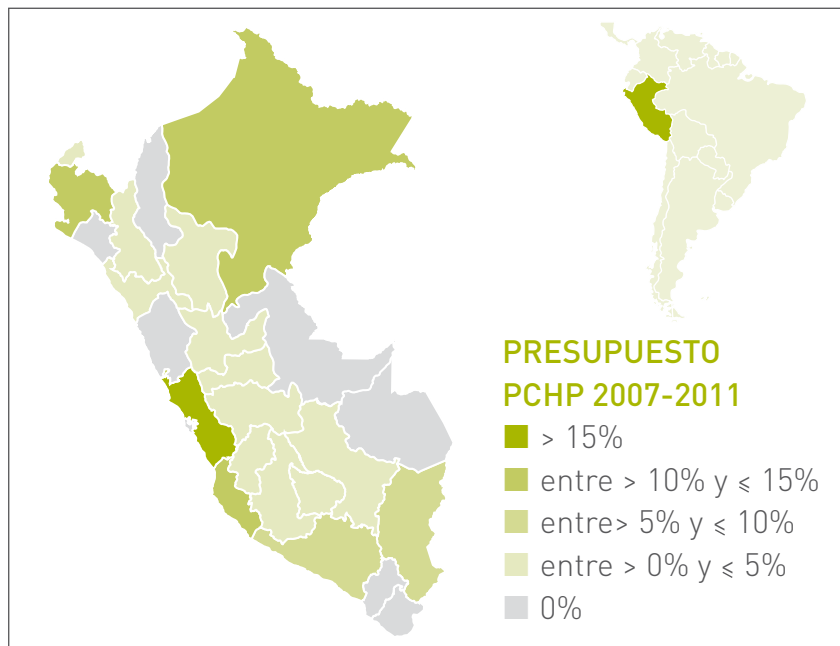 PRESUPUESTO
PCHP 2007-2011
> 15%
entre > 10% y ⩽ 15%
entre> 5% y ⩽ 10%
entre > 0% y ⩽ 5%
0%